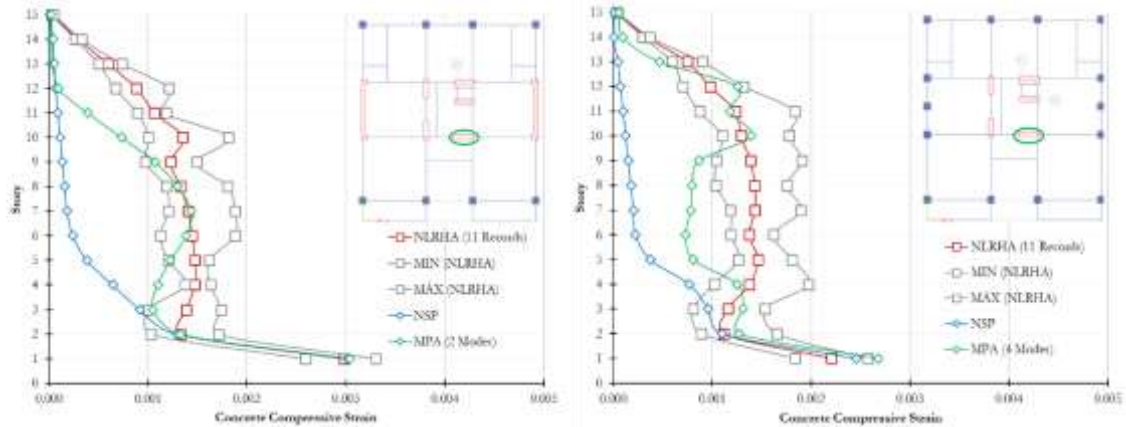 15
14
13
12
11
10
9
8
7
6
5
4
3
2
1
0
Story
0.000 0.001 0.002 0.003 0.004 0.005
Concrete Compressive Strain
NLRHA (11 Records)
MIN (NLRHA)
MAX (NLRHA)
NSP
MPA (2 Modes)
15
14
13
12
11
10
9
8
7
6
5
4
3
2
1
0
Story
0.000 0.001 0.002 0.003 0.004 0.005
Concrete Compressive Strain
NLRHA (11 Records)
MIN (NLRHA)
MAX (NLRHA)
NSP
MPA (4 Modes)